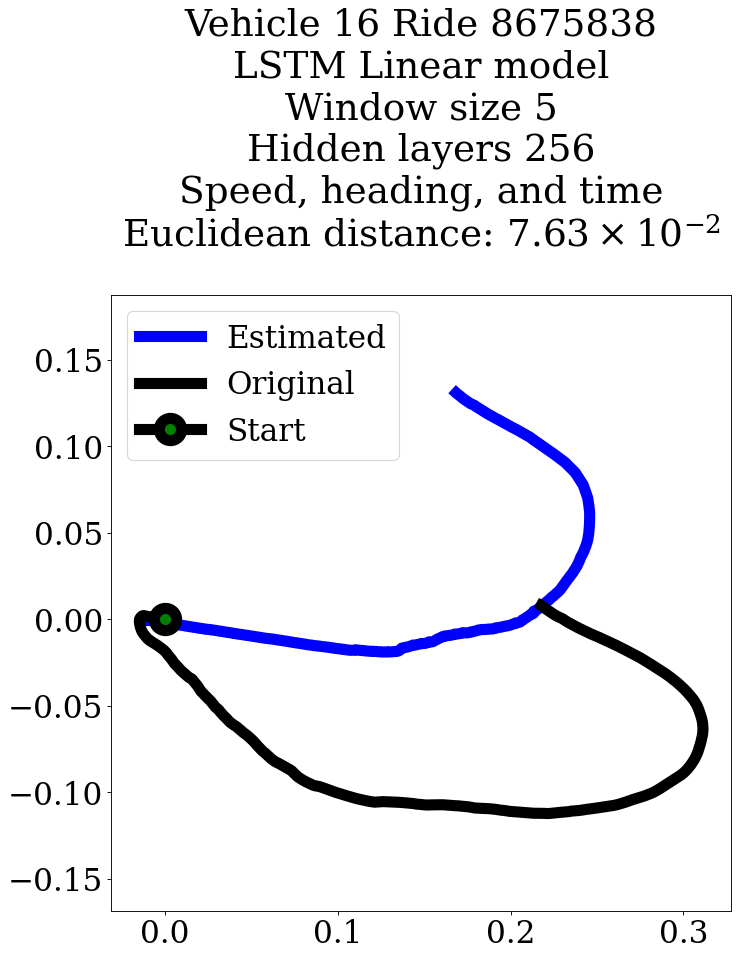 Vehicle 16 Ride 8675838
LSTM Linear model
Window size 5
Hidden layers 256
Speed, heading, and time
Euclidean distance: 7.63 × 10⁻²
Estimated
Original
Start
0.15
0.10
0.05
0.00
−0.05
−0.10
−0.15
0.0 0.1 0.2 0.3